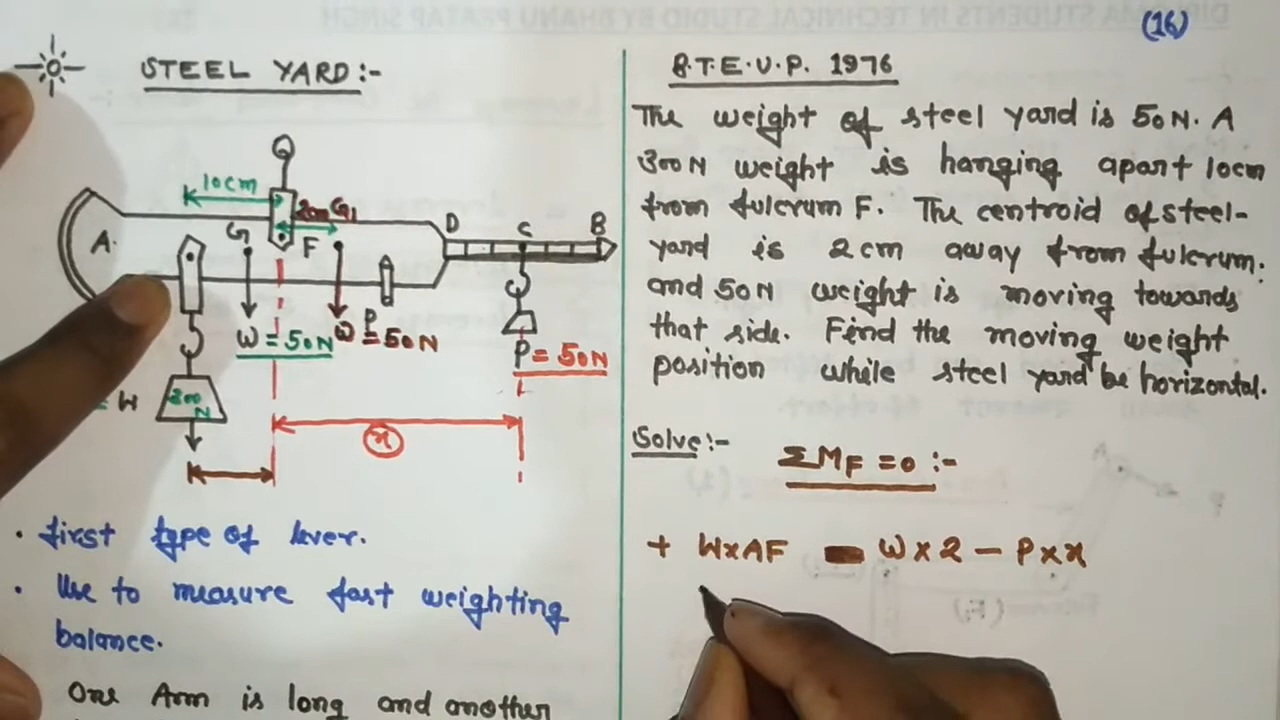 (16)
STEEL YARD:-
10cm
2cm G1
G
F
D
C
B
A.
W=50N
W
P
=50N
P=50N
= W
300
N
x
• first type of lever.
• Use to measure fast weighting
balance.
One Arm is long and another
B.T.E.U.P. 1976
The weight of steel yard is 50N. A
300N weight is hanging apart 10cm
from fulcrum F. The centroid of steel-
yard is 2cm away from fulcrum.
and 50N weight is moving towards
that side. Find the moving weight
position while steel yard be horizontal.
Solve:-
ΣMF =0 :-
+ W×AF - W×2 - P×x